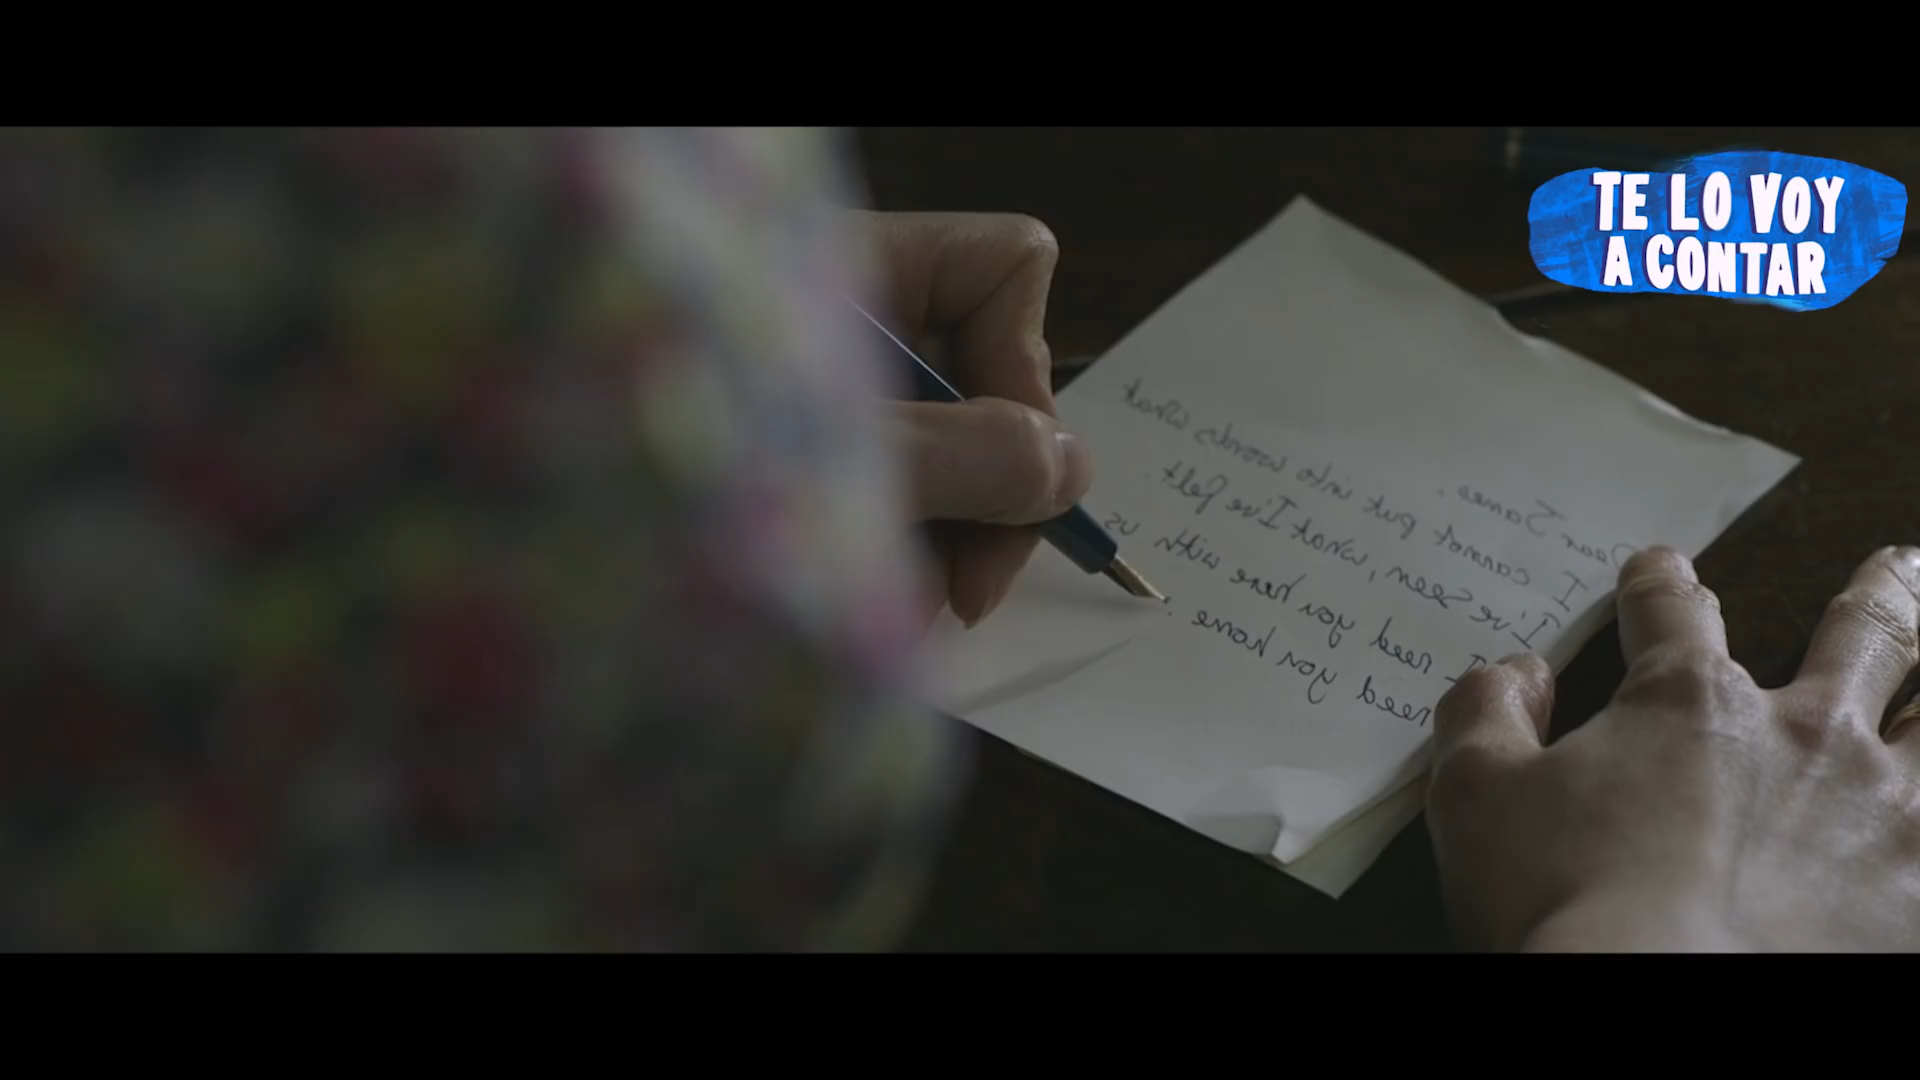 TE LO VOY
A CONTAR
Dear James.
I cannot put into words what
I've seen, what I've felt.
I need you here with us
need you home.